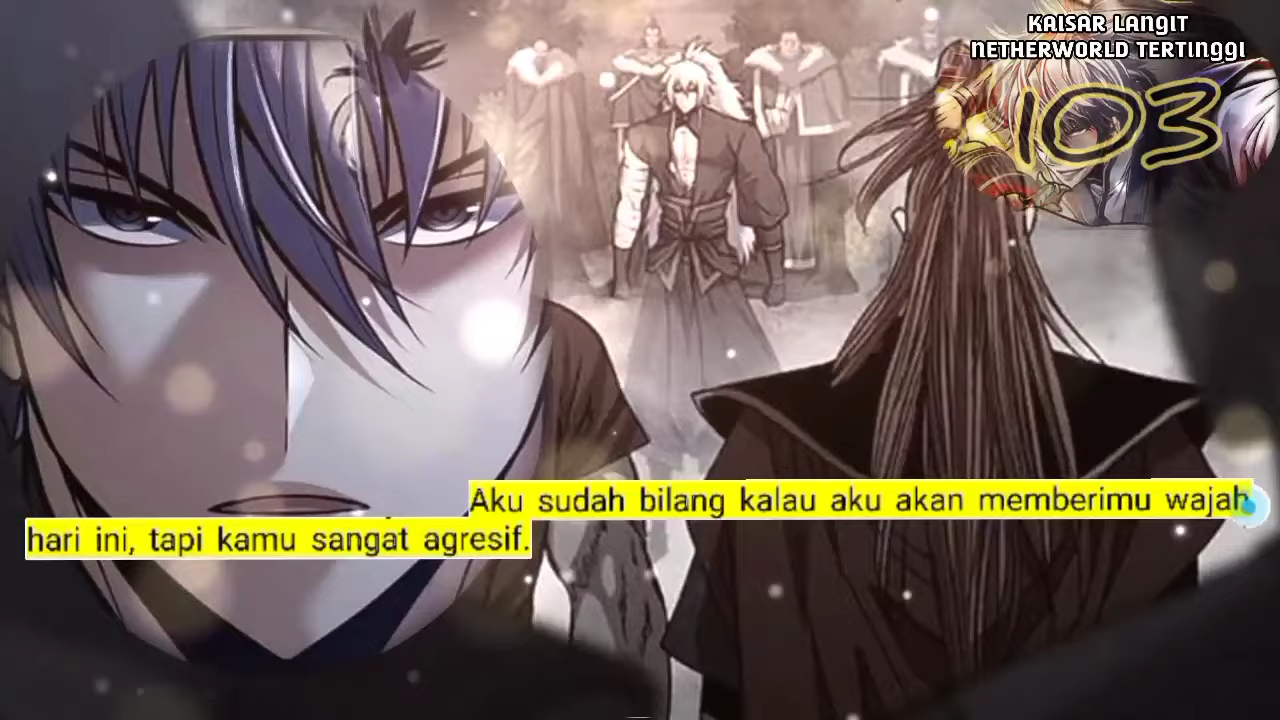 KAISAR LANGIT
NETHERWORLD TERTINGGI
103
Aku sudah bilang kalau aku akan memberimu wajah
hari ini, tapi kamu sangat agresif.